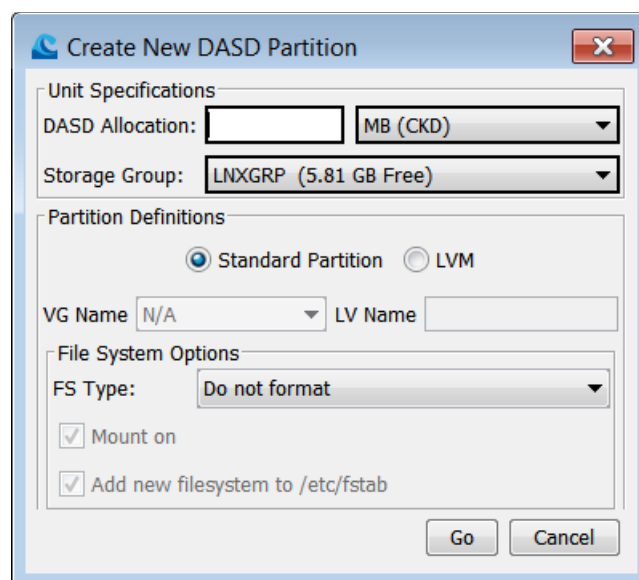 Create New DASD Partition
Unit Specifications
DASD Allocation: MB (CKD)
Storage Group: LNXGRP (5.81 GB Free)
Partition Definitions
Standard Partition LVM
VG Name N/A LV Name
File System Options
FS Type: Do not format
Mount on
Add new filesystem to /etc/fstab
Go Cancel